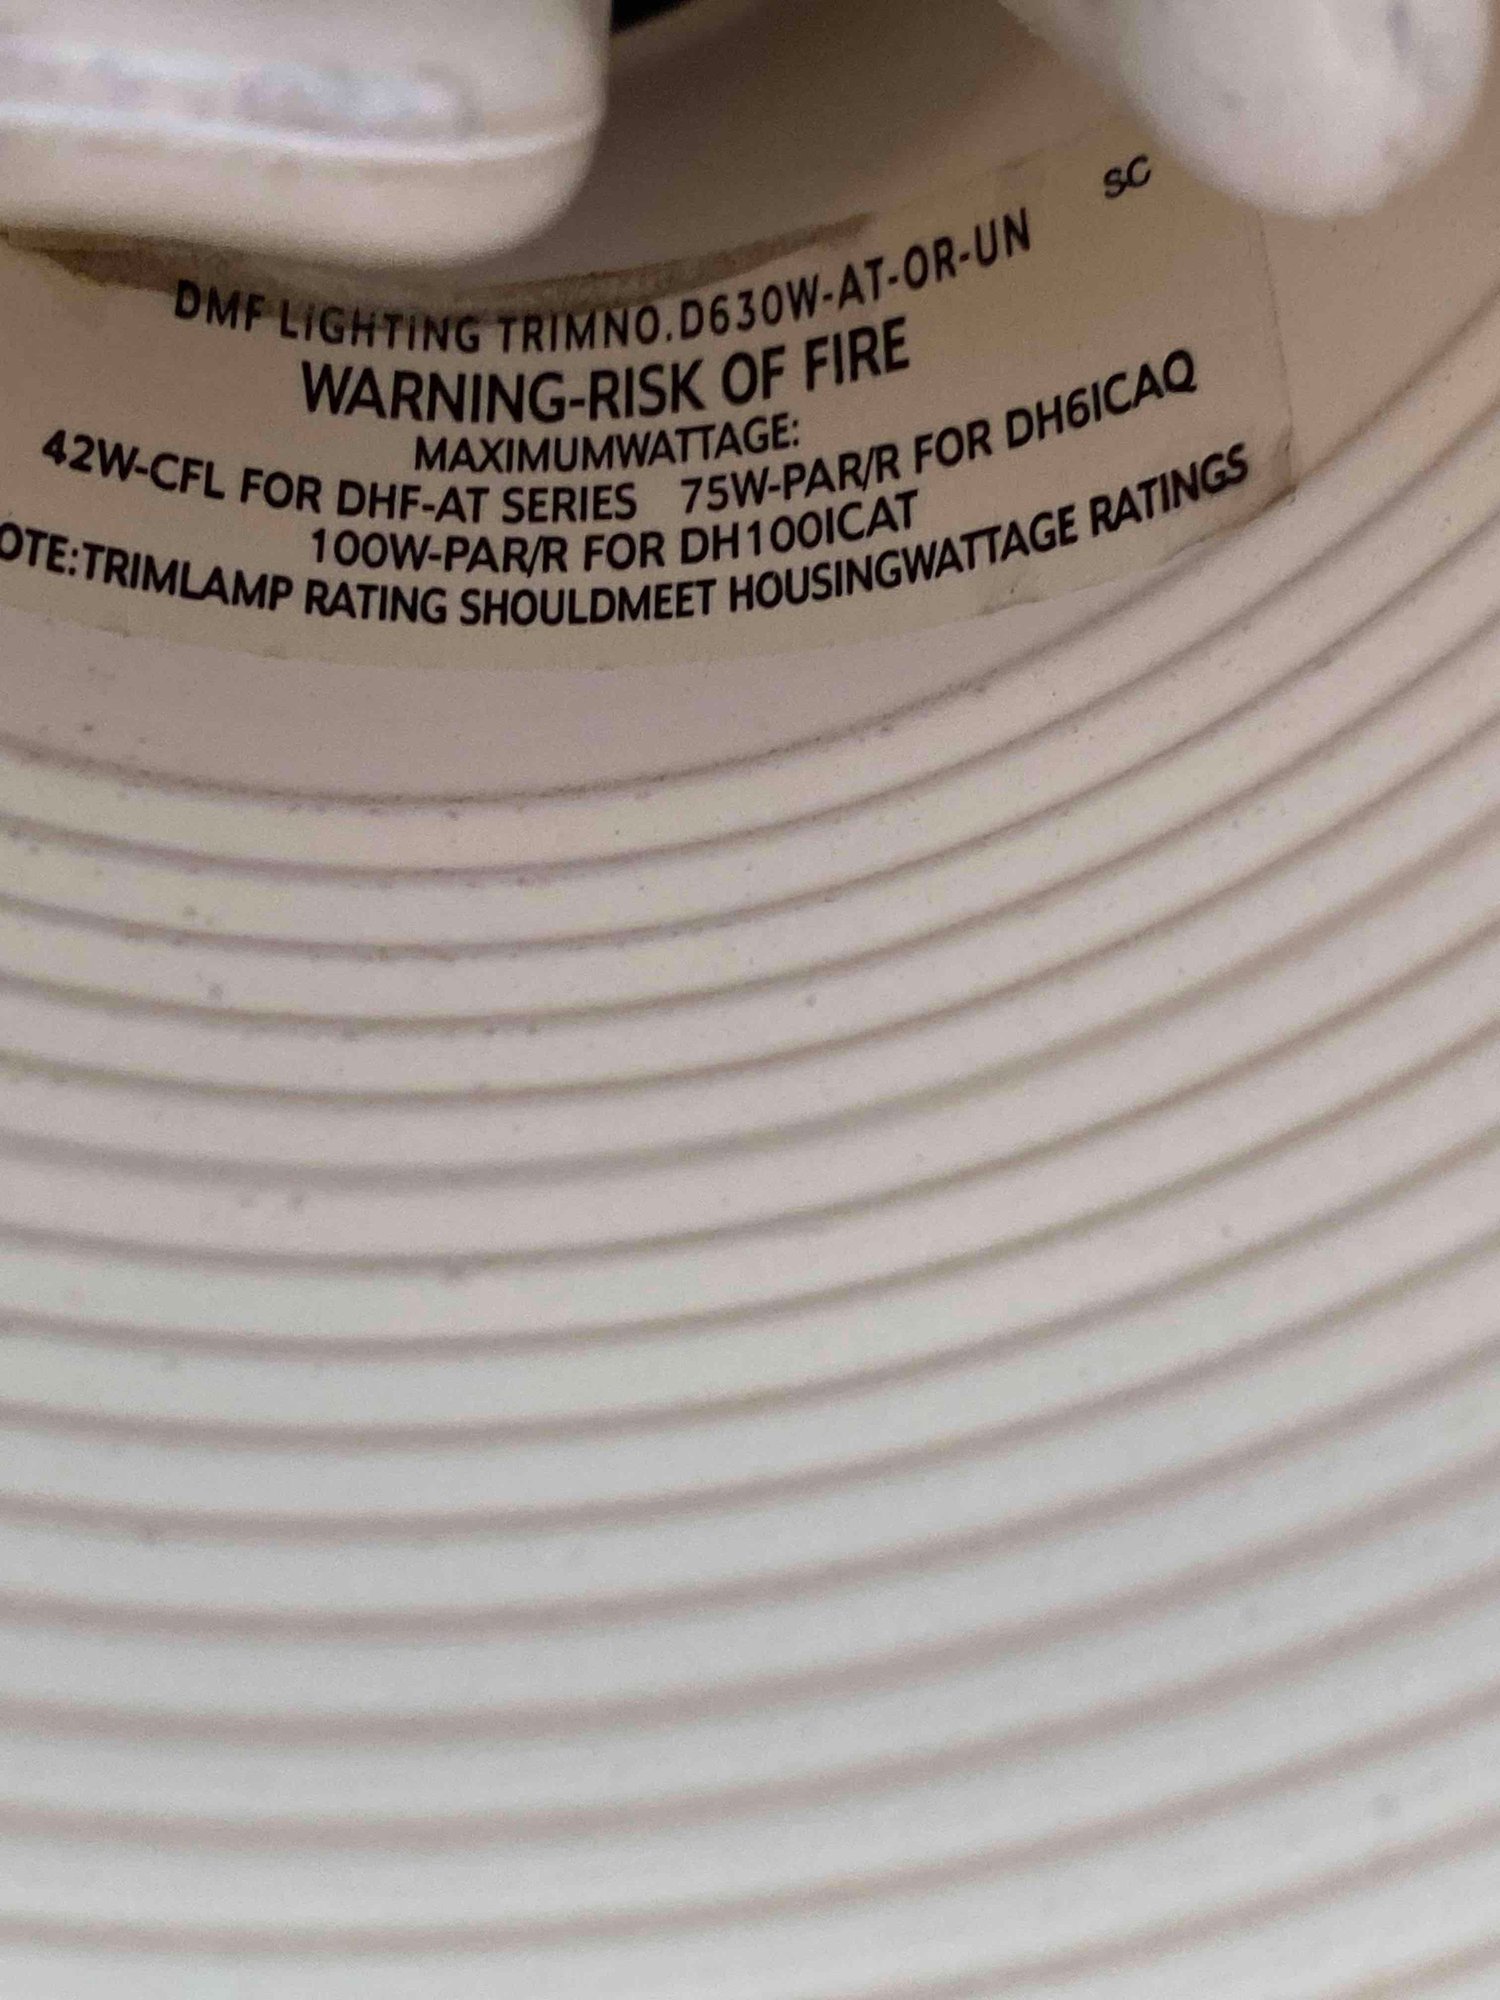 SC
DMF LIGHTING TRIMNO.D630W-AT-OR-UN
WARNING-RISK OF FIRE
MAXIMUMWATTAGE:
42W-CFL FOR DHF-AT SERIES 75W-PAR/R FOR DH6ICAQ
100W-PAR/R FOR DH100ICAT
OTE:TRIMLAMP RATING SHOULDMEET HOUSINGWATTAGE RATINGS